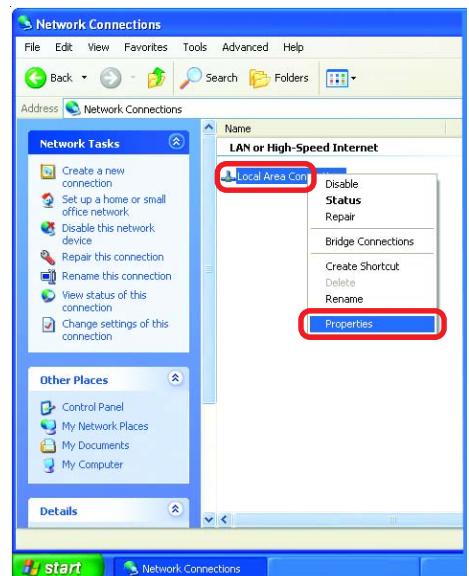 Network Connections
File Edit View Favorites Tools Advanced Help
Back Search Folders
Address Network Connections
Network Tasks
Create a new
connection
Set up a home or small
office network
Disable this network
device
Repair this connection
Rename this connection
View status of this
connection
Change settings of this
connection
Other Places
Control Panel
My Network Places
My Documents
My Computer
Details
Name
LAN or High-Speed Internet
Local Area Con
Disable
Status
Repair
Bridge Connections
Create Shortcut
Delete
Rename
Properties
start Network Connections